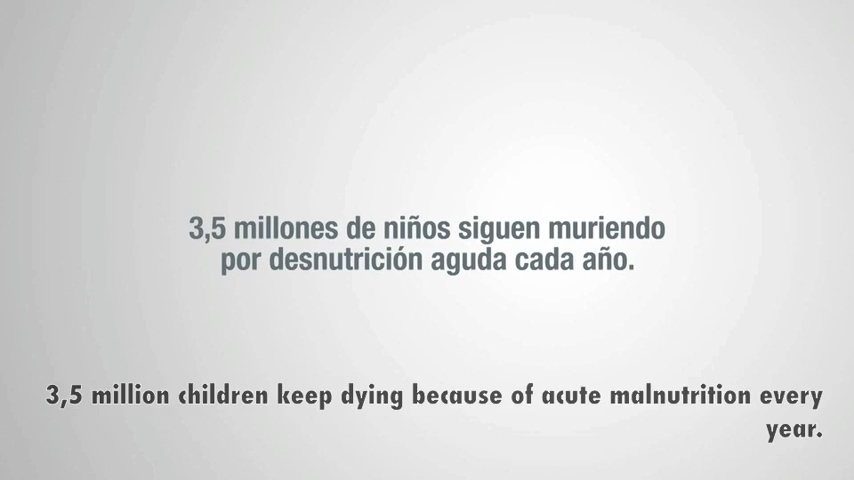 3,5 millones de niños siguen muriendo
por desnutrición aguda cada año.
3,5 million children keep dying because of acute malnutrition every
year.